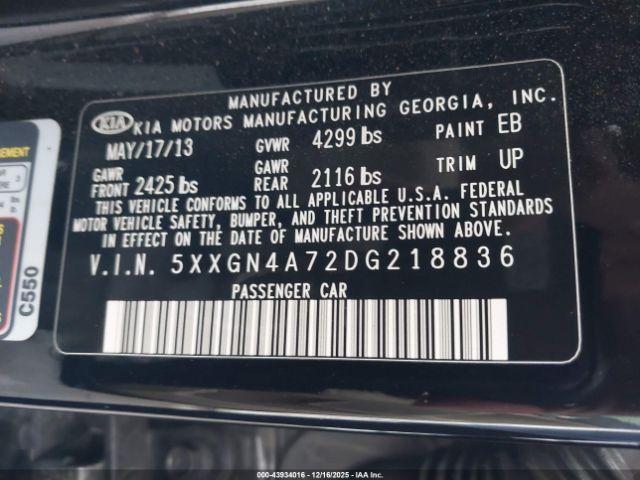 MANUFACTURED BY
KIA KIA MOTORS MANUFACTURING GEORGIA, INC.
MAY/17/13 GVWR 4299 lbs PAINT EB
GAWR FRONT 2425 lbs GAWR REAR 2116 lbs TRIM UP
THIS VEHICLE CONFORMS TO ALL APPLICABLE U.S.A. FEDERAL
MOTOR VEHICLE SAFETY, BUMPER, AND THEFT PREVENTION STANDARDS
IN EFFECT ON THE DATE OF MANUFACTURE SHOWN ABOVE.
V.I.N. 5XXGN4A72DG218836
PASSENGER CAR
C550
000-43934016 - 12/16/2025 - IAA Inc.